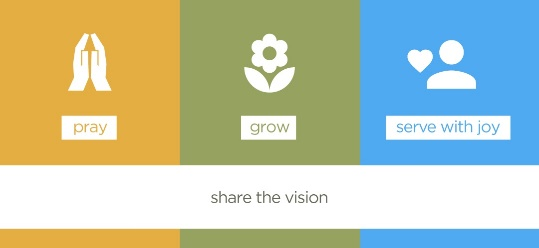 pray
grow
serve with joy
share the vision